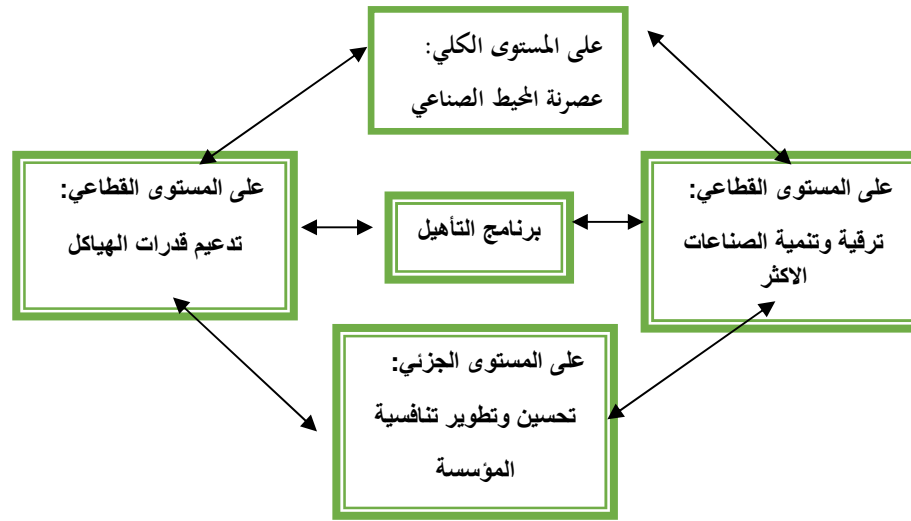 على المستوى الكلي:
عصرنة المحيط الصناعي
على المستوى القطاعي:
ترقية وتنمية الصناعات
الاكثر
برنامج التأهيل
على المستوى القطاعي:
تدعيم قدرات الهياكل
على المستوى الجزئي:
تحسين وتطوير تنافسية
المؤسسة